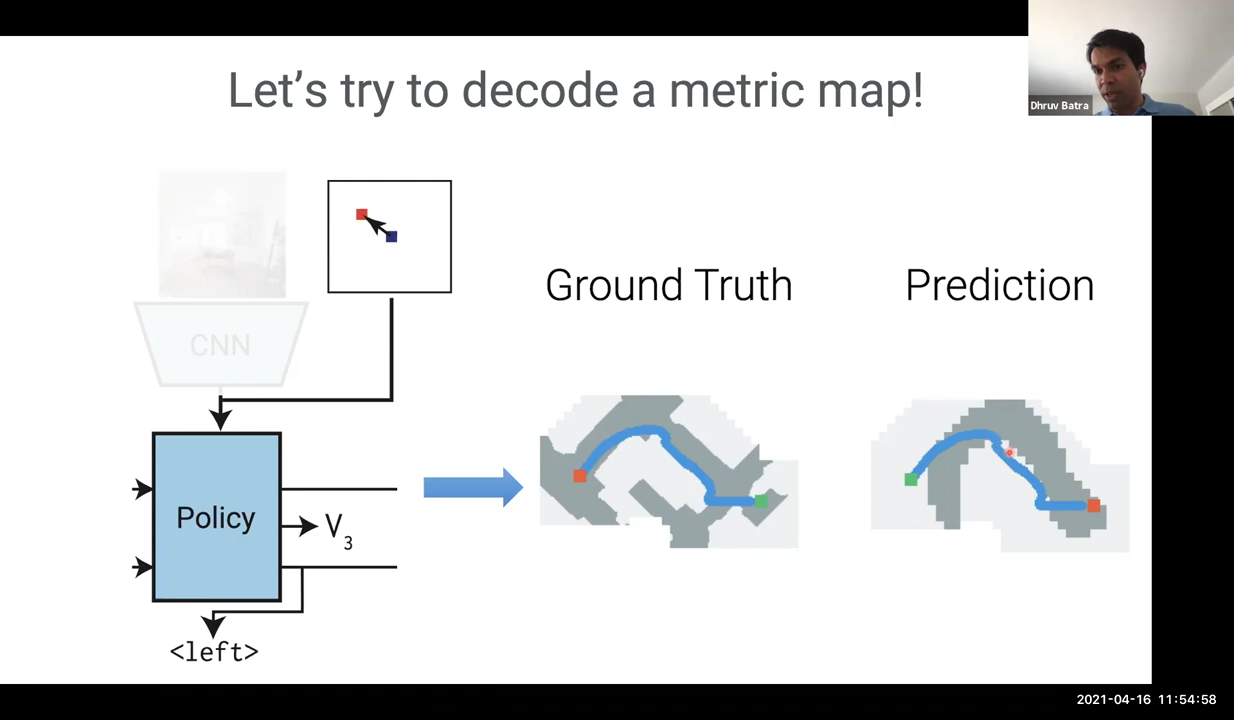 Let's try to decode a metric map!
Dhruv Batra
CNN
Ground Truth
Prediction
Policy
V3
<left>
2021-04-16 11:54:58